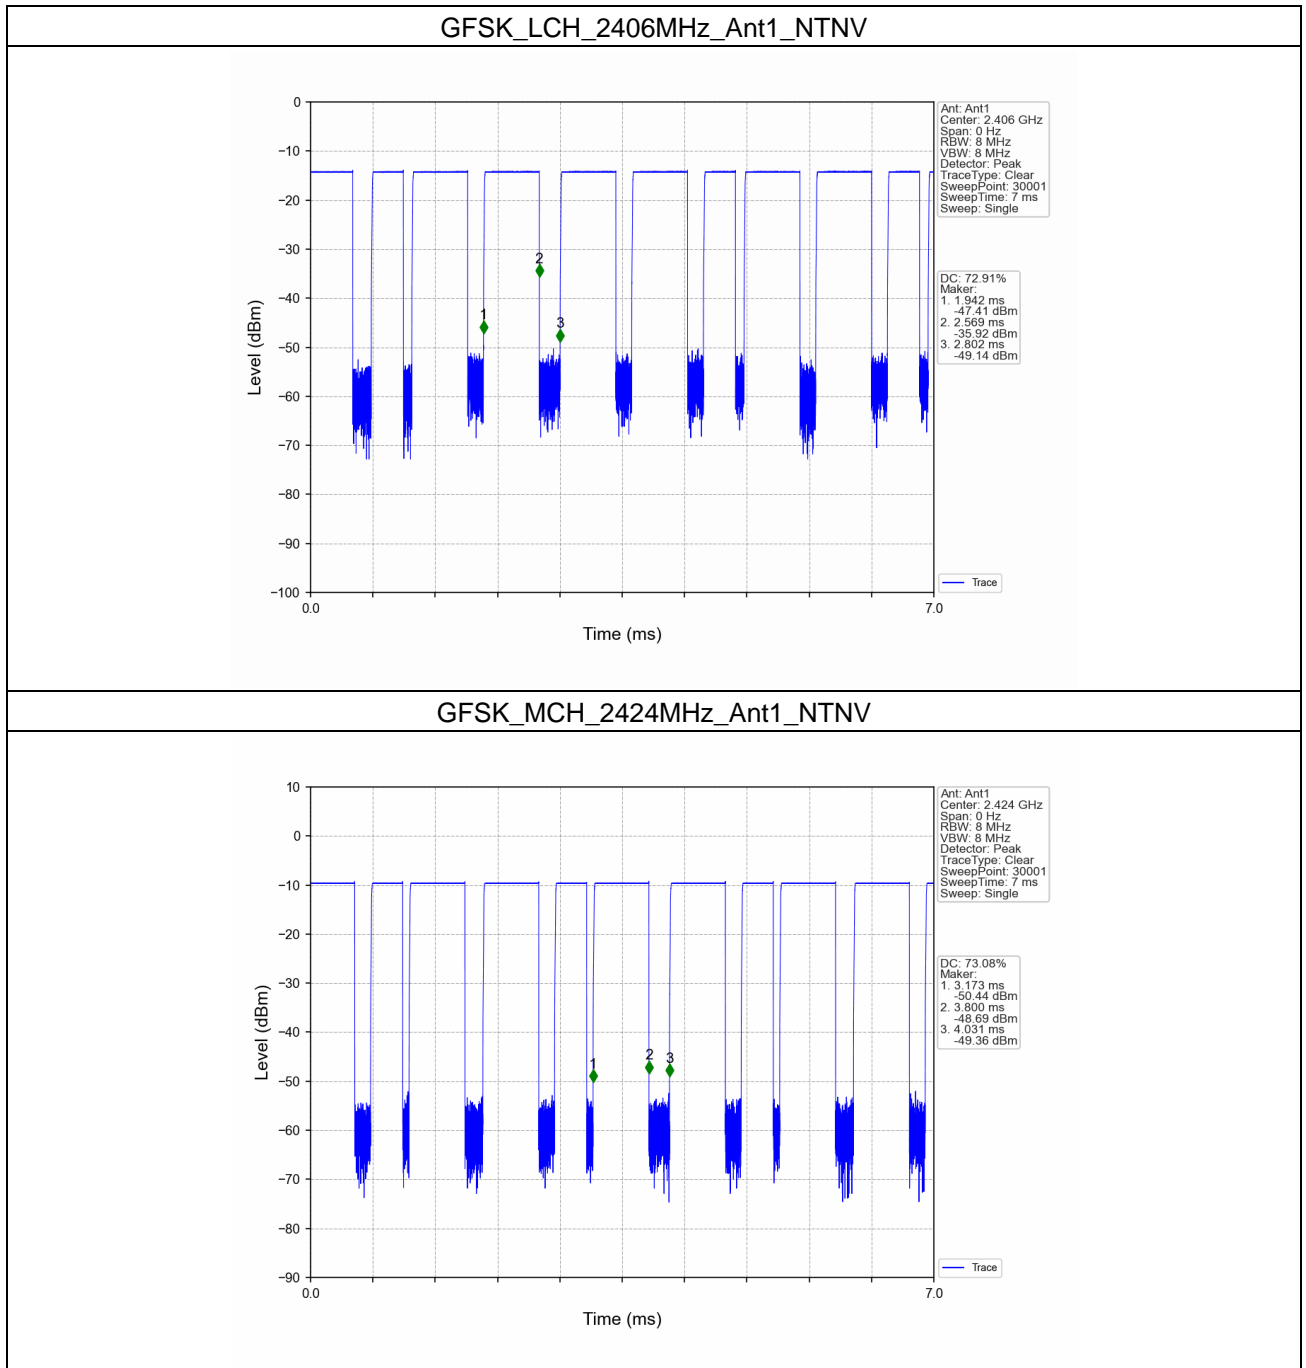 GFSK_LCH_2406MHz_Ant1_NTNV
0
−10
−20
−30
−40
−50
−60
−70
−80
−90
−100
Level (dBm)
1
2
3
0.0
7.0
Time (ms)
Ant: Ant1
Center: 2.406 GHz
Span: 0 Hz
RBW: 8 MHz
VBW: 8 MHz
Detector: Peak
TraceType: Clear
SweepPoint: 30001
SweepTime: 7 ms
Sweep: Single
DC: 72.91%
Maker:
1. 1.942 ms
-47.41 dBm
2. 2.569 ms
-35.92 dBm
3. 2.802 ms
-49.14 dBm
Trace
GFSK_MCH_2424MHz_Ant1_NTNV
10
0
−10
−20
−30
−40
−50
−60
−70
−80
−90
Level (dBm)
1
2
3
0.0
7.0
Time (ms)
Ant: Ant1
Center: 2.424 GHz
Span: 0 Hz
RBW: 8 MHz
VBW: 8 MHz
Detector: Peak
TraceType: Clear
SweepPoint: 30001
SweepTime: 7 ms
Sweep: Single
DC: 73.08%
Maker:
1. 3.173 ms
-50.44 dBm
2. 3.800 ms
-48.69 dBm
3. 4.031 ms
-49.36 dBm
Trace